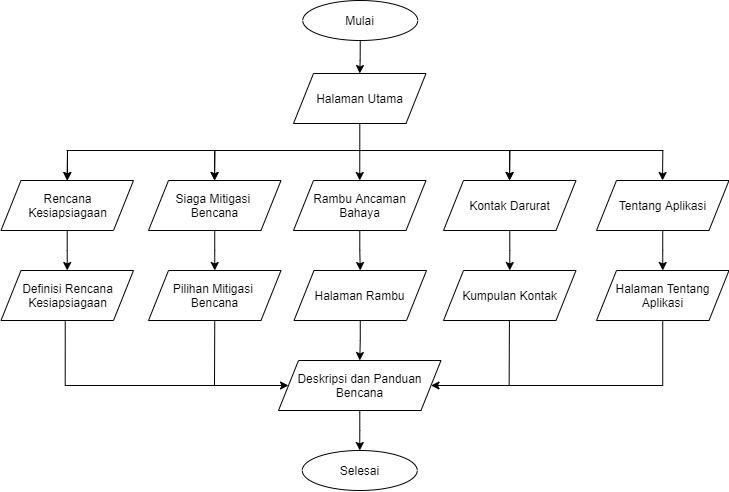 Mulai
Halaman Utama
Rencana
Kesiapsiagaan
Siaga Mitigasi
Bencana
Rambu Ancaman
Bahaya
Kontak Darurat
Tentang Aplikasi
Definisi Rencana
Kesiapsiagaan
Pilihan Mitigasi
Bencana
Halaman Rambu
Kumpulan Kontak
Halaman Tentang
Aplikasi
Deskripsi dan Panduan
Bencana
Selesai